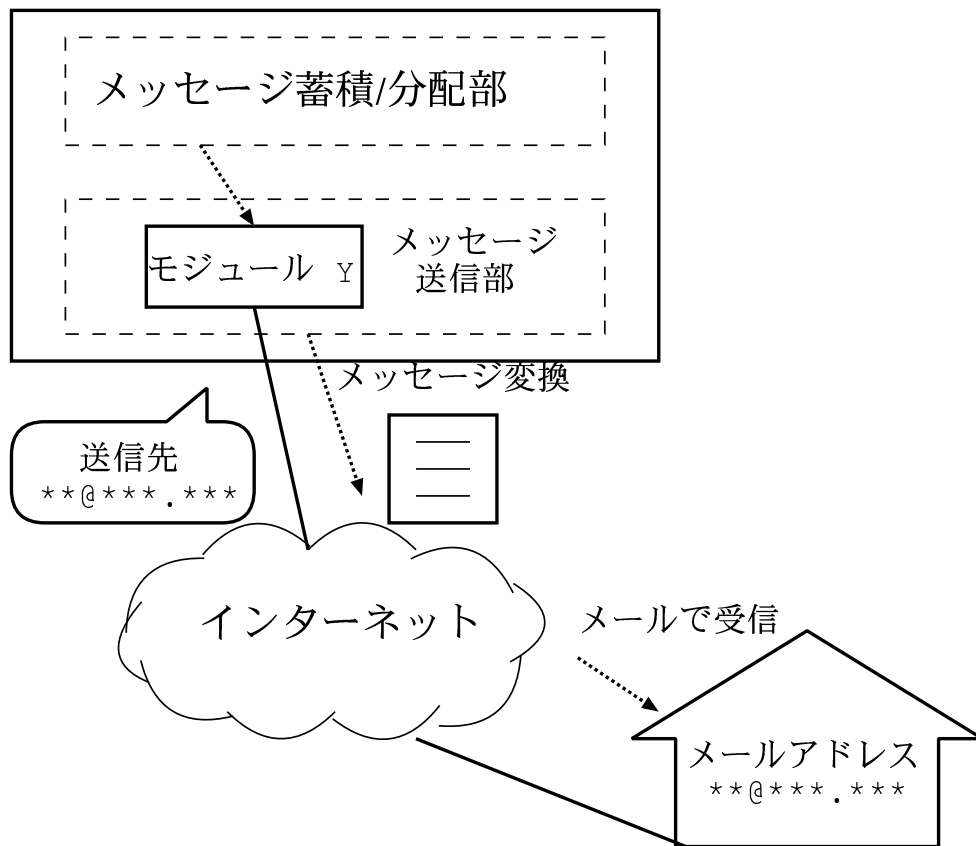 メッセージ蓄積/分配部
モジュール Y
メッセージ
送信部
メッセージ変換
送信先
**@***.***
インターネット
メールで受信
メールアドレス
**@***.***